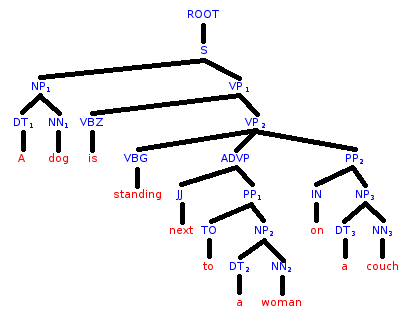 ROOT
S
NP₁ VP₁
DT₁ NN₁ VBZ VP₂
A dog is VBG ADVP PP₂
standing JJ PP₁ IN NP₃
next TO NP₂ on DT₃ NN₃
to DT₂ NN₂ a couch
a woman